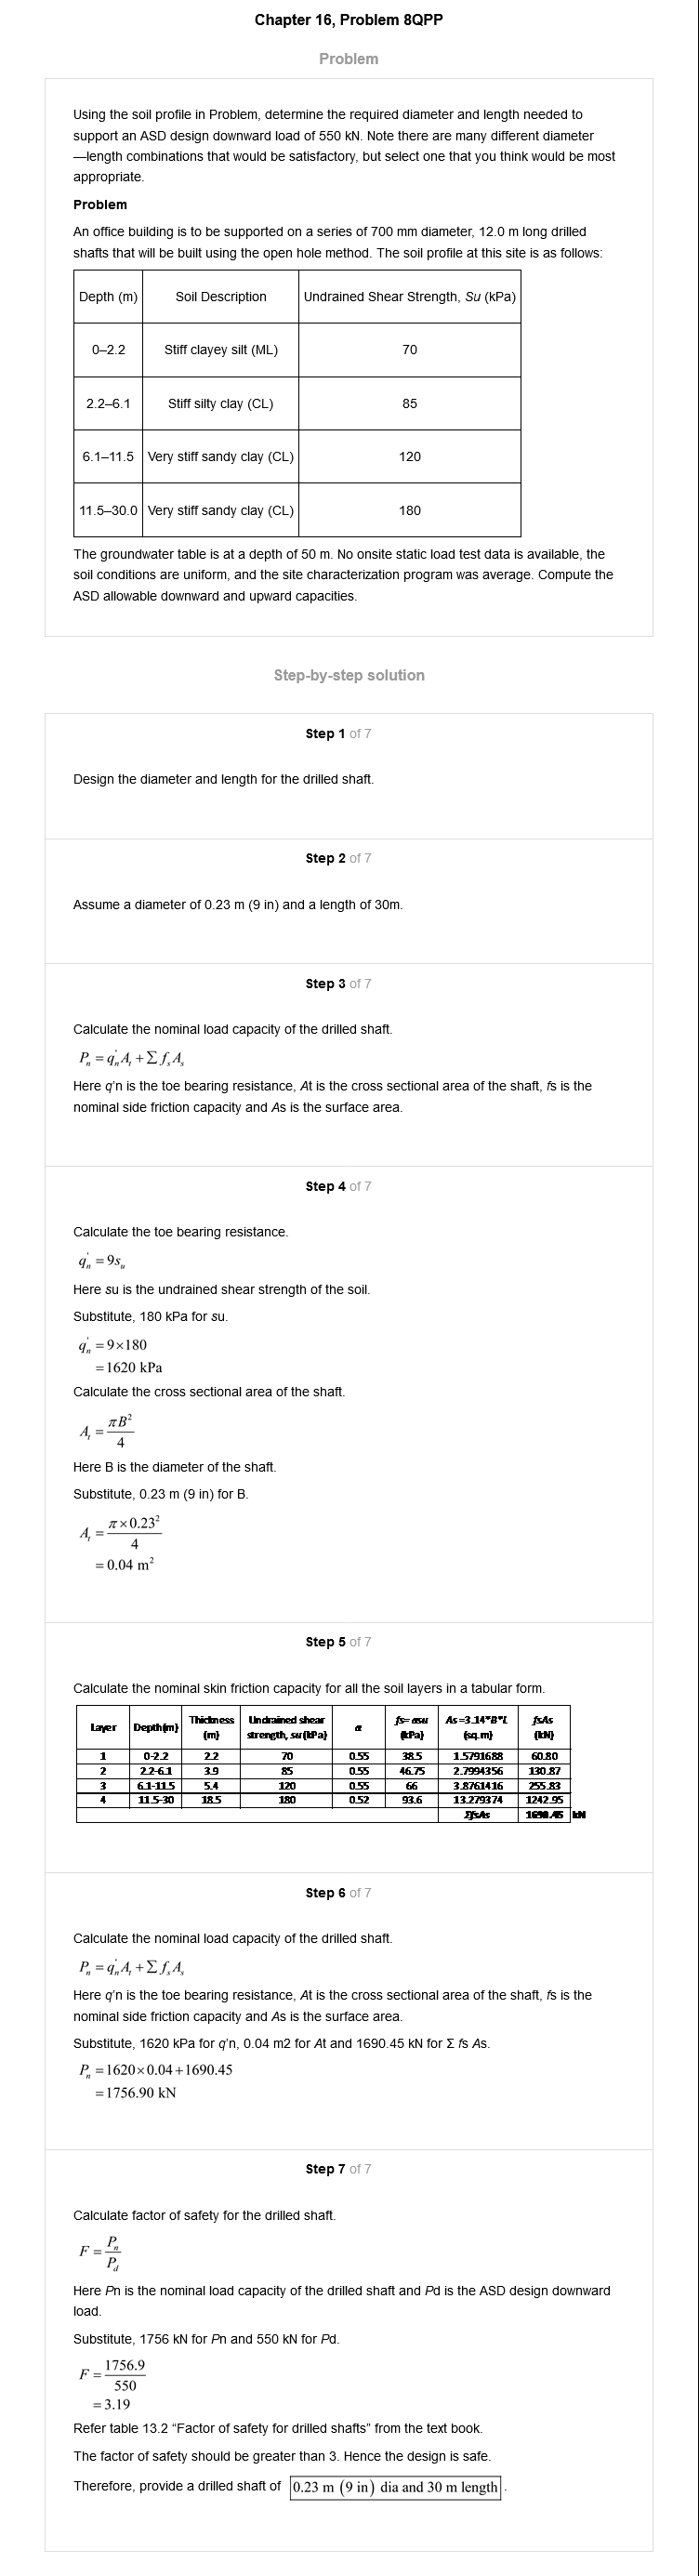 Chapter 16, Problem 8QPP
Problem
Using the soil profile in Problem, determine the required diameter and length needed to
support an ASD design downward load of 550 kN. Note there are many different diameter
—length combinations that would be satisfactory, but select one that you think would be most
appropriate.
Problem
An office building is to be supported on a series of 700 mm diameter, 12.0 m long drilled
shafts that will be built using the open hole method. The soil profile at this site is as follows:
Depth (m) Soil Description Undrained Shear Strength, Su (kPa)
0–2.2 Stiff clayey silt (ML) 70
2.2–6.1 Stiff silty clay (CL) 85
6.1–11.5 Very stiff sandy clay (CL) 120
11.5–30.0 Very stiff sandy clay (CL) 180
The groundwater table is at a depth of 50 m. No onsite static load test data is available, the
soil conditions are uniform, and the site characterization program was average. Compute the
ASD allowable downward and upward capacities.
Step-by-step solution
Step 1 of 7
Design the diameter and length for the drilled shaft.
Step 2 of 7
Assume a diameter of 0.23 m (9 in) and a length of 30m.
Step 3 of 7
Calculate the nominal load capacity of the drilled shaft.
P_n = q'_n A_t + Σ f_s A_s
Here q'n is the toe bearing resistance, At is the cross sectional area of the shaft, fs is the
nominal side friction capacity and As is the surface area.
Step 4 of 7
Calculate the toe bearing resistance.
q'_n = 9s_u
Here su is the undrained shear strength of the soil.
Substitute, 180 kPa for su.
q'_n = 9×180
= 1620 kPa
Calculate the cross sectional area of the shaft.
A_t = πB²/4
Here B is the diameter of the shaft.
Substitute, 0.23 m (9 in) for B.
A_t = π×0.23²/4
= 0.04 m²
Step 5 of 7
Calculate the nominal skin friction capacity for all the soil layers in a tabular form.
Layer Depth(m) Thickness (m) Undrained shear strength, su(kPa) α fs=αsu (kPa) As=3.14*B*L (sq.m) fsAs (kN)
1 0-2.2 2.2 70 0.55 38.5 1.5791688 60.80
2 2.2-6.1 3.9 85 0.55 46.75 2.7994356 130.87
3 6.1-11.5 5.4 120 0.55 66 3.8761416 255.83
4 11.5-30 18.5 180 0.52 93.6 13.279374 1242.95
ΣfsAs 1690.45 kN
Step 6 of 7
Calculate the nominal load capacity of the drilled shaft.
P_n = q'_n A_t + Σ f_s A_s
Here q'n is the toe bearing resistance, At is the cross sectional area of the shaft, fs is the
nominal side friction capacity and As is the surface area.
Substitute, 1620 kPa for q'n, 0.04 m2 for At and 1690.45 kN for Σ fs As.
P_n = 1620×0.04+1690.45
= 1756.90 kN
Step 7 of 7
Calculate factor of safety for the drilled shaft.
F = P_n/P_d
Here Pn is the nominal load capacity of the drilled shaft and Pd is the ASD design downward
load.
Substitute, 1756 kN for Pn and 550 kN for Pd.
F = 1756.9/550
= 3.19
Refer table 13.2 “Factor of safety for drilled shafts” from the text book.
The factor of safety should be greater than 3. Hence the design is safe.
Therefore, provide a drilled shaft of 0.23 m (9 in) dia and 30 m length.